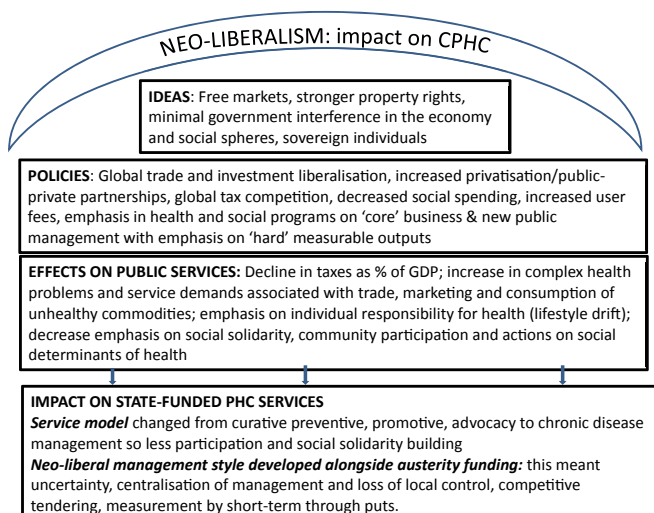 NEO-LIBERALISM: impact on CPHC
IDEAS: Free markets, stronger property rights,
minimal government interference in the economy
and social spheres, sovereign individuals
POLICIES: Global trade and investment liberalisation, increased privatisation/public-
private partnerships, global tax competition, decreased social spending, increased user
fees, emphasis in health and social programs on ‘core’ business & new public
management with emphasis on ‘hard’ measurable outputs
EFFECTS ON PUBLIC SERVICES: Decline in taxes as % of GDP; increase in complex health
problems and service demands associated with trade, marketing and consumption of
unhealthy commodities; emphasis on individual responsibility for health (lifestyle drift);
decrease emphasis on social solidarity, community participation and actions on social
determinants of health
IMPACT ON STATE-FUNDED PHC SERVICES
Service model changed from curative preventive, promotive, advocacy to chronic disease
management so less participation and social solidarity building
Neo-liberal management style developed alongside austerity funding: this meant
uncertainty, centralisation of management and loss of local control, competitive
tendering, measurement by short-term through puts.